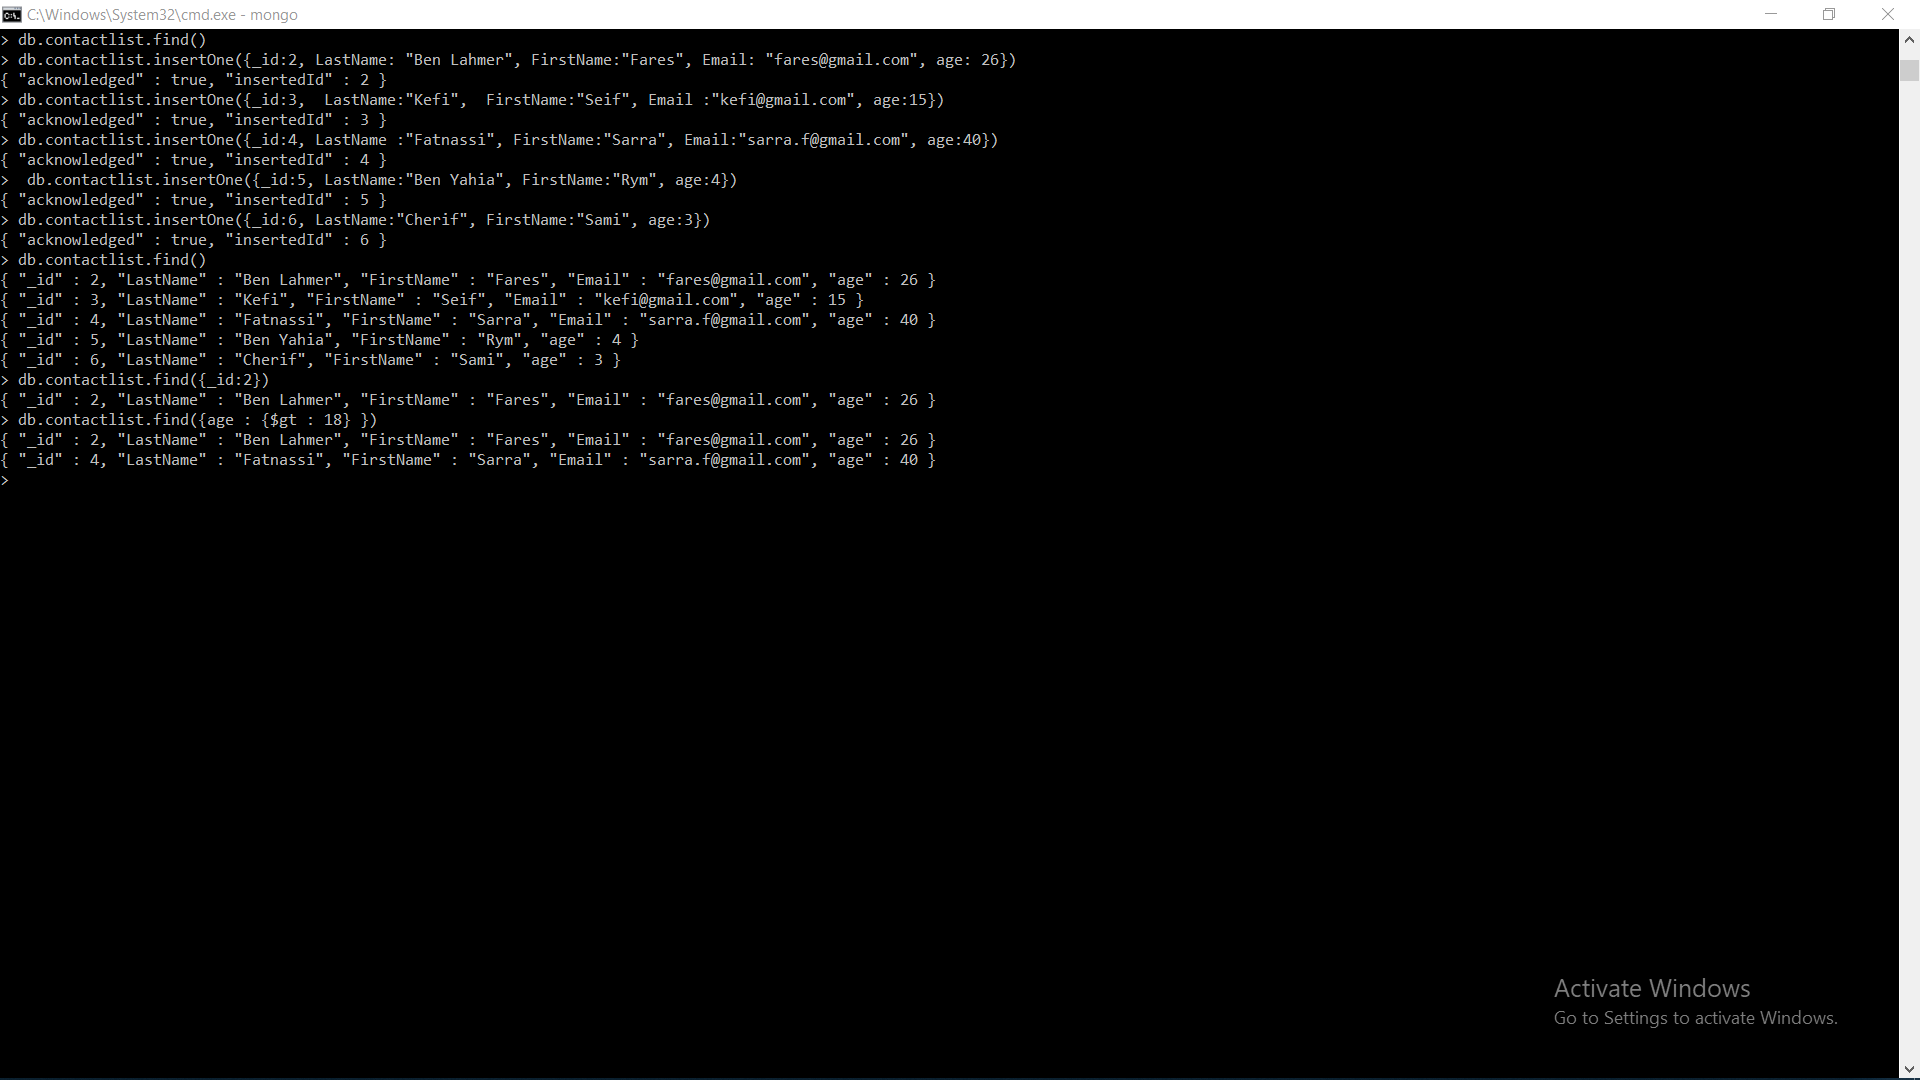 C:\Windows\System32\cmd.exe - mongo
> db.contactlist.find()
> db.contactlist.insertOne({_id:2, LastName: "Ben Lahmer", FirstName:"Fares", Email: "fares@gmail.com", age: 26})
{ "acknowledged" : true, "insertedId" : 2 }
> db.contactlist.insertOne({_id:3,  LastName:"Kefi",  FirstName:"Seif", Email :"kefi@gmail.com", age:15})
{ "acknowledged" : true, "insertedId" : 3 }
> db.contactlist.insertOne({_id:4, LastName :"Fatnassi", FirstName:"Sarra", Email:"sarra.f@gmail.com", age:40})
{ "acknowledged" : true, "insertedId" : 4 }
>  db.contactlist.insertOne({_id:5, LastName:"Ben Yahia", FirstName:"Rym", age:4})
{ "acknowledged" : true, "insertedId" : 5 }
> db.contactlist.insertOne({_id:6, LastName:"Cherif", FirstName:"Sami", age:3})
{ "acknowledged" : true, "insertedId" : 6 }
> db.contactlist.find()
{ "_id" : 2, "LastName" : "Ben Lahmer", "FirstName" : "Fares", "Email" : "fares@gmail.com", "age" : 26 }
{ "_id" : 3, "LastName" : "Kefi", "FirstName" : "Seif", "Email" : "kefi@gmail.com", "age" : 15 }
{ "_id" : 4, "LastName" : "Fatnassi", "FirstName" : "Sarra", "Email" : "sarra.f@gmail.com", "age" : 40 }
{ "_id" : 5, "LastName" : "Ben Yahia", "FirstName" : "Rym", "age" : 4 }
{ "_id" : 6, "LastName" : "Cherif", "FirstName" : "Sami", "age" : 3 }
> db.contactlist.find({_id:2})
{ "_id" : 2, "LastName" : "Ben Lahmer", "FirstName" : "Fares", "Email" : "fares@gmail.com", "age" : 26 }
> db.contactlist.find({age : {$gt : 18} })
{ "_id" : 2, "LastName" : "Ben Lahmer", "FirstName" : "Fares", "Email" : "fares@gmail.com", "age" : 26 }
{ "_id" : 4, "LastName" : "Fatnassi", "FirstName" : "Sarra", "Email" : "sarra.f@gmail.com", "age" : 40 }
>
Activate Windows
Go to Settings to activate Windows.